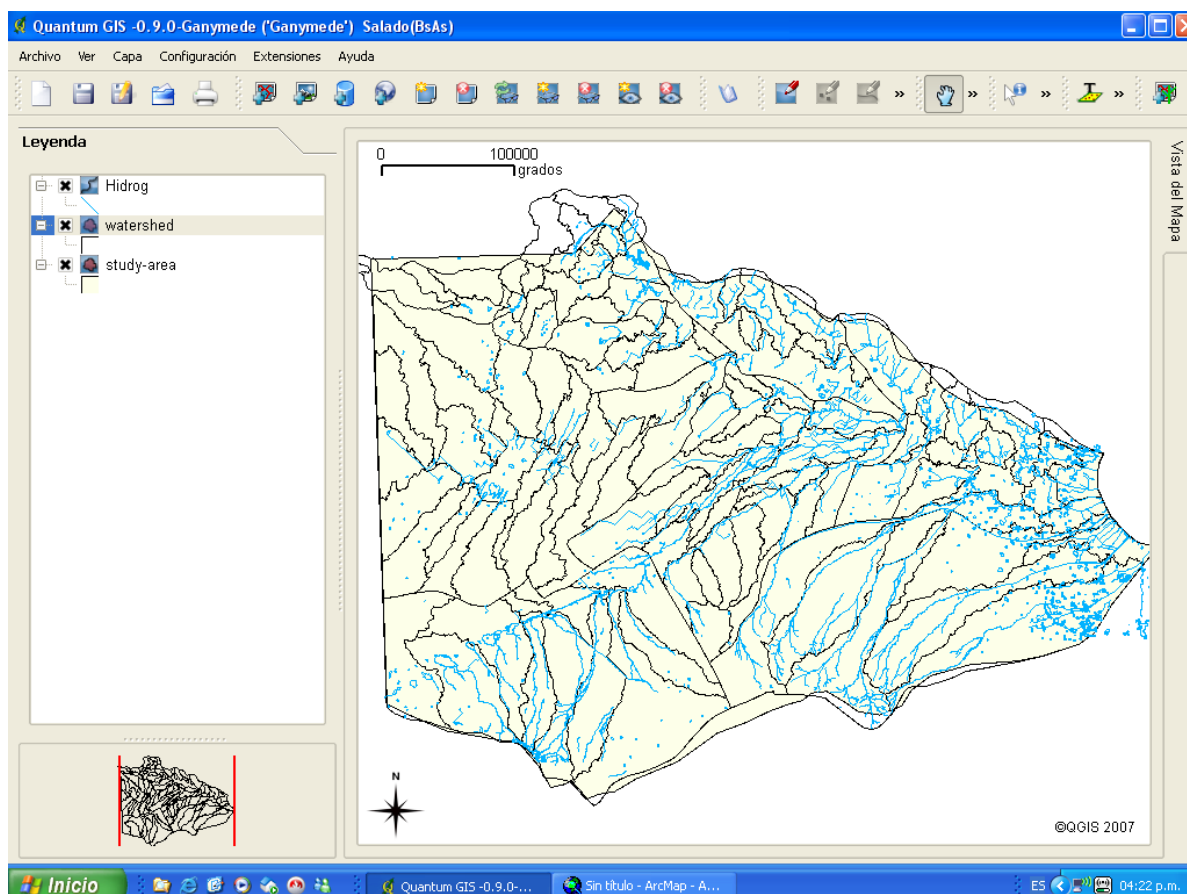 Quantum GIS -0.9.0-Ganymede ('Ganymede') Salado(BsAs)
Archivo Ver Capa Configuración Extensiones Ayuda
» » » »
Leyenda
Hidrog
watershed
study-area
0 100000
grados
Vista del Mapa
N
©QGIS 2007
Inicio
Quantum GIS -0.9.0-...
Sin título - ArcMap - A...
ES
04:22 p.m.